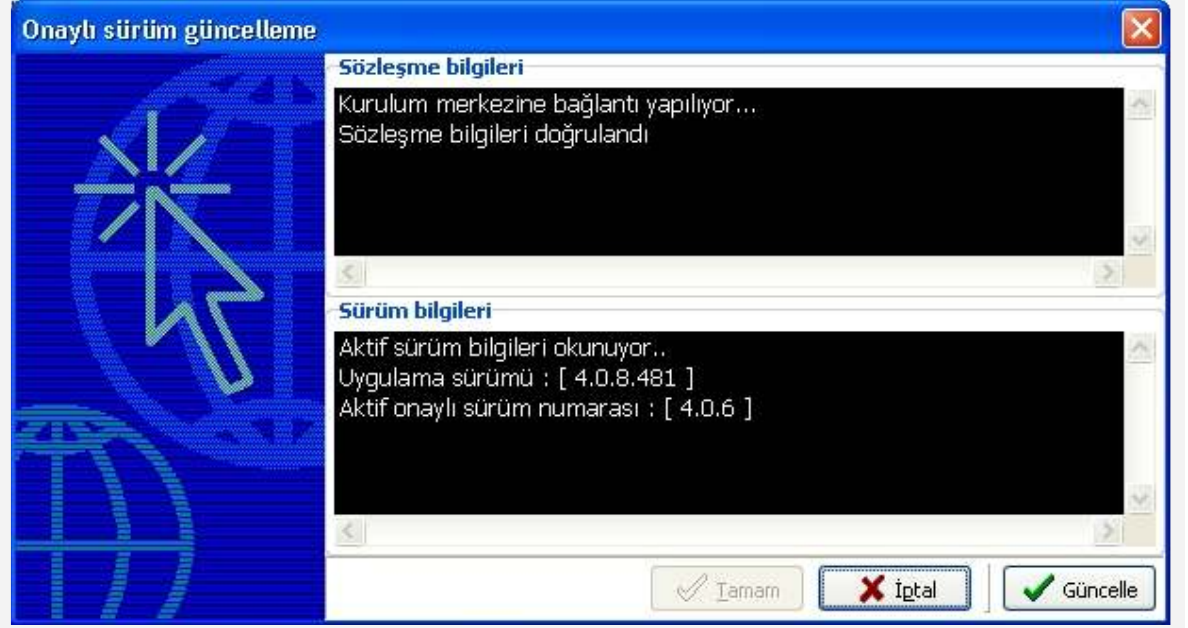 Onaylı sürüm güncelleme
Sözleşme bilgileri
Kurulum merkezine bağlantı yapılıyor...
Sözleşme bilgileri doğrulandı
Sürüm bilgileri
Aktif sürüm bilgileri okunuyor..
Uygulama sürümü : [ 4.0.8.481 ]
Aktif onaylı sürüm numarası : [ 4.0.6 ]
Tamam İptal Güncelle